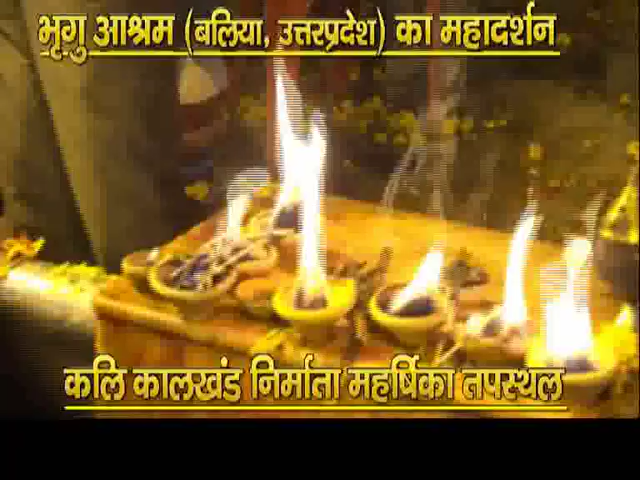 भृगु आश्रम (बलिया, उत्तरप्रदेश) का महादर्शन
कलि कालखंड निर्माता महर्षिका तपस्थल